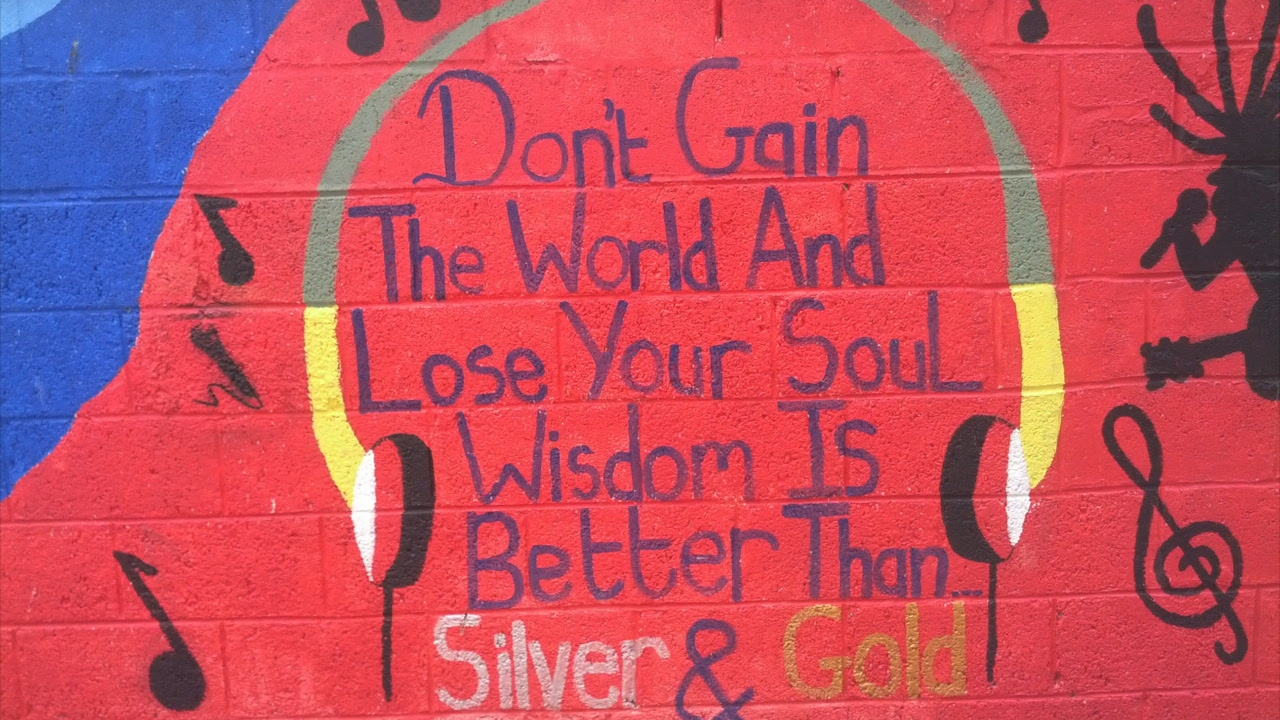 Don't Gain
The World And
Lose Your Soul
Wisdom Is
Better Than...
Silver & Gold